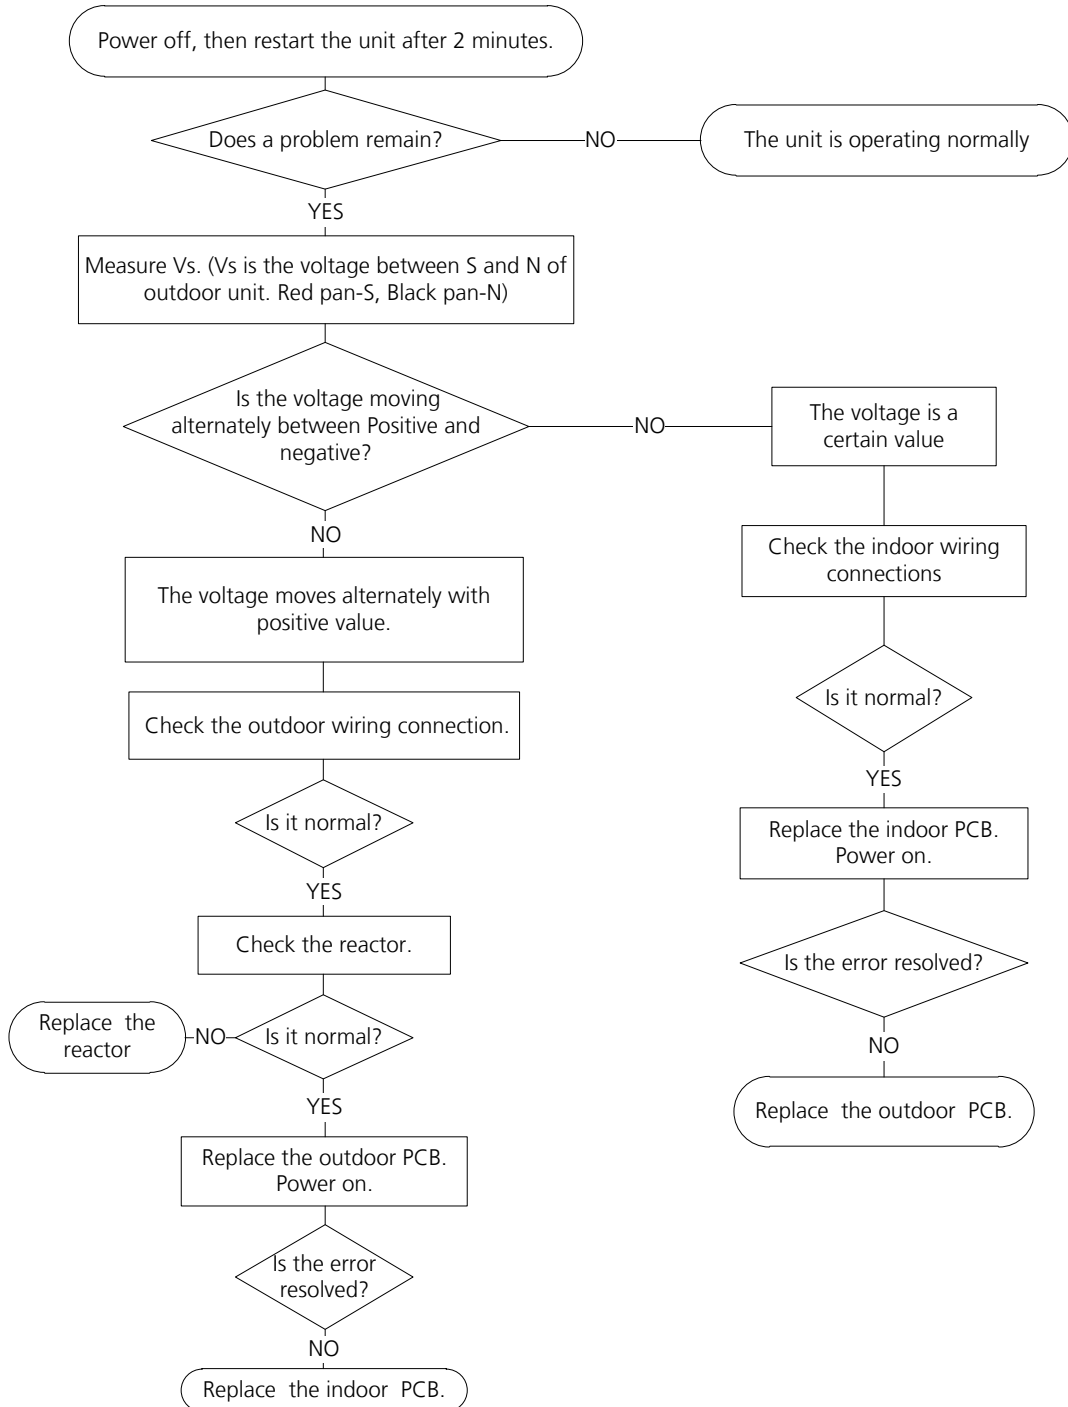 Power off, then restart the unit after 2 minutes.
Does a problem remain?
NO
The unit is operating normally
YES
Measure Vs. (Vs is the voltage between S and N of
outdoor unit. Red pan-S, Black pan-N)
Is the voltage moving
alternately between Positive and
negative?
NO
The voltage is a
certain value
NO
Check the indoor wiring
connections
The voltage moves alternately with
positive value.
Is it normal?
Check the outdoor wiring connection.
YES
Is it normal?
Replace the indoor PCB.
Power on.
YES
Check the reactor.
Is the error resolved?
Replace the
reactor
NO
Is it normal?
NO
YES
Replace the outdoor PCB.
Replace the outdoor PCB.
Power on.
Is the error
resolved?
NO
Replace the indoor PCB.